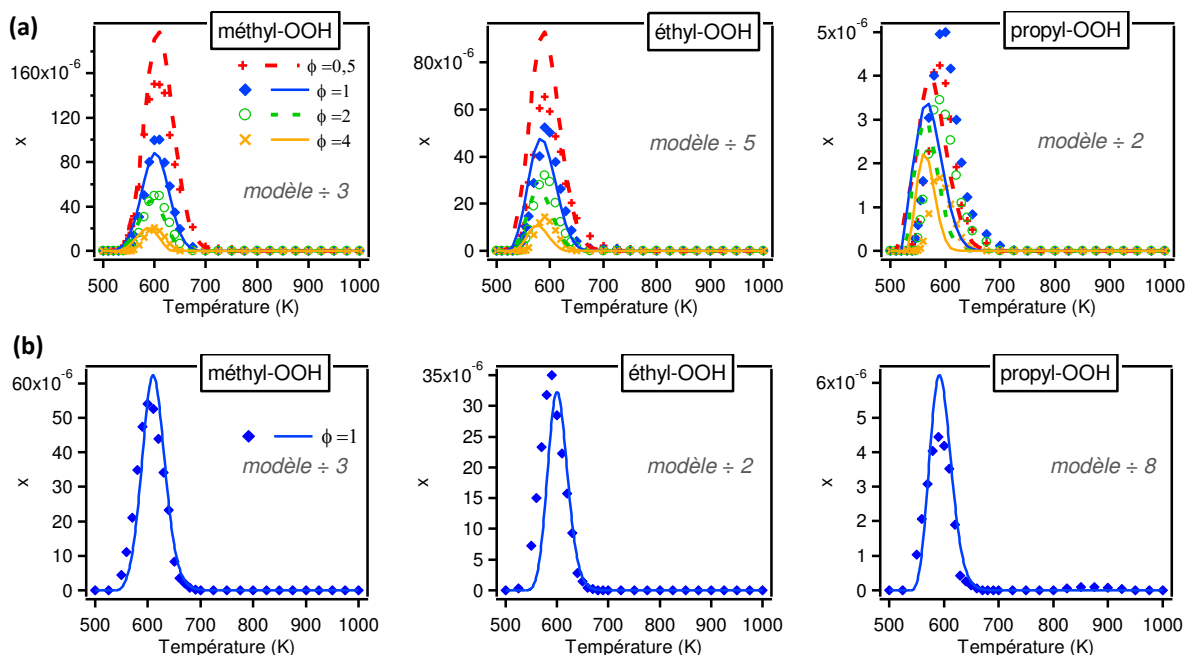 (a)
méthyl-OOH
160x10⁻⁶
120
80
40
0
x
ϕ =0,5
ϕ =1
ϕ =2
ϕ =4
modèle ÷ 3
500 600 700 800 900 1000
Température (K)
éthyl-OOH
80x10⁻⁶
60
40
20
0
x
modèle ÷ 5
500 600 700 800 900 1000
Température (K)
propyl-OOH
5x10⁻⁶
4
3
2
1
0
x
modèle ÷ 2
500 600 700 800 900 1000
Température (K)
(b)
méthyl-OOH
60x10⁻⁶
50
40
30
20
10
0
x
ϕ =1
modèle ÷ 3
500 600 700 800 900 1000
Température (K)
éthyl-OOH
35x10⁻⁶
30
25
20
15
10
5
0
x
modèle ÷ 2
500 600 700 800 900 1000
Température (K)
propyl-OOH
6x10⁻⁶
5
4
3
2
1
0
x
modèle ÷ 8
500 600 700 800 900 1000
Température (K)